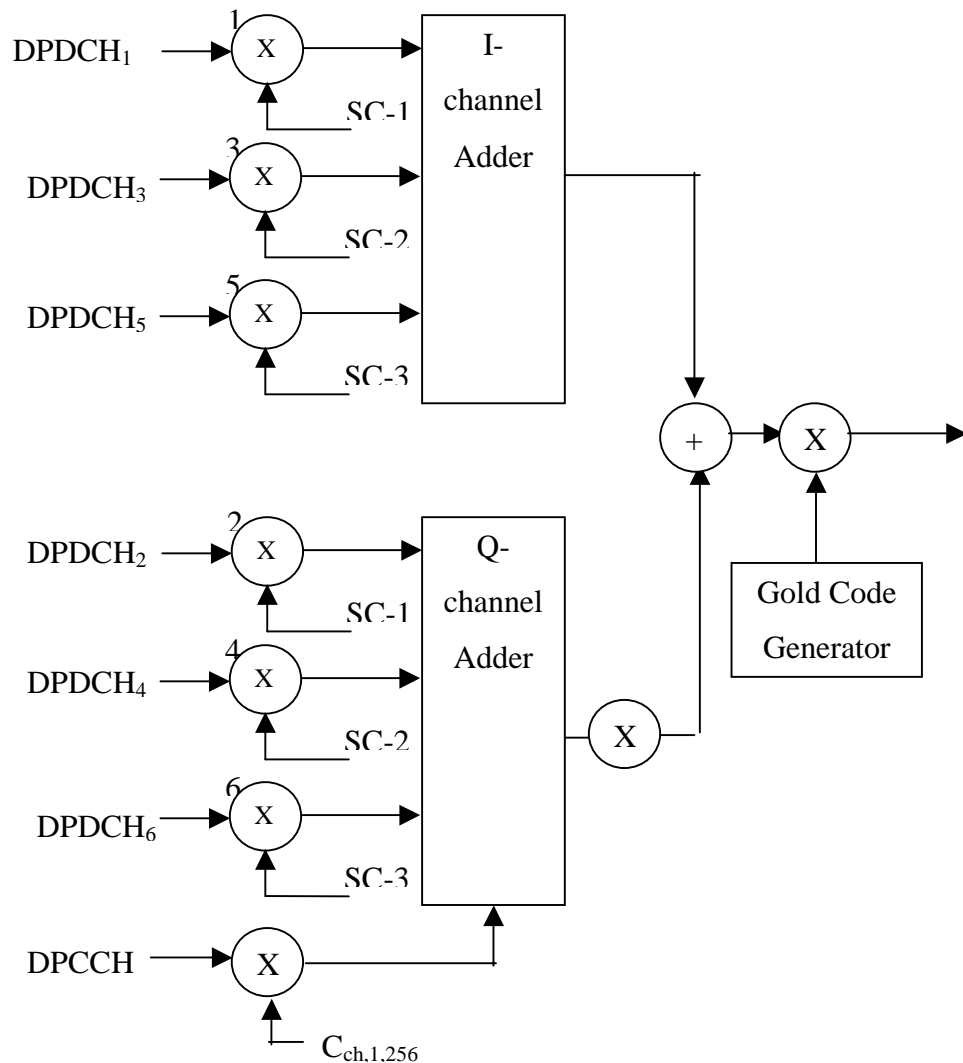 1
DPDCH₁
X
SC-1
3
DPDCH₃
X
SC-2
5
DPDCH₅
X
SC-3
I-
channel
Adder
+
X
Gold Code
Generator
2
DPDCH₂
X
SC-1
4
DPDCH₄
X
SC-2
6
DPDCH₆
X
SC-3
Q-
channel
Adder
X
DPCCH
X
C_ch,1,256